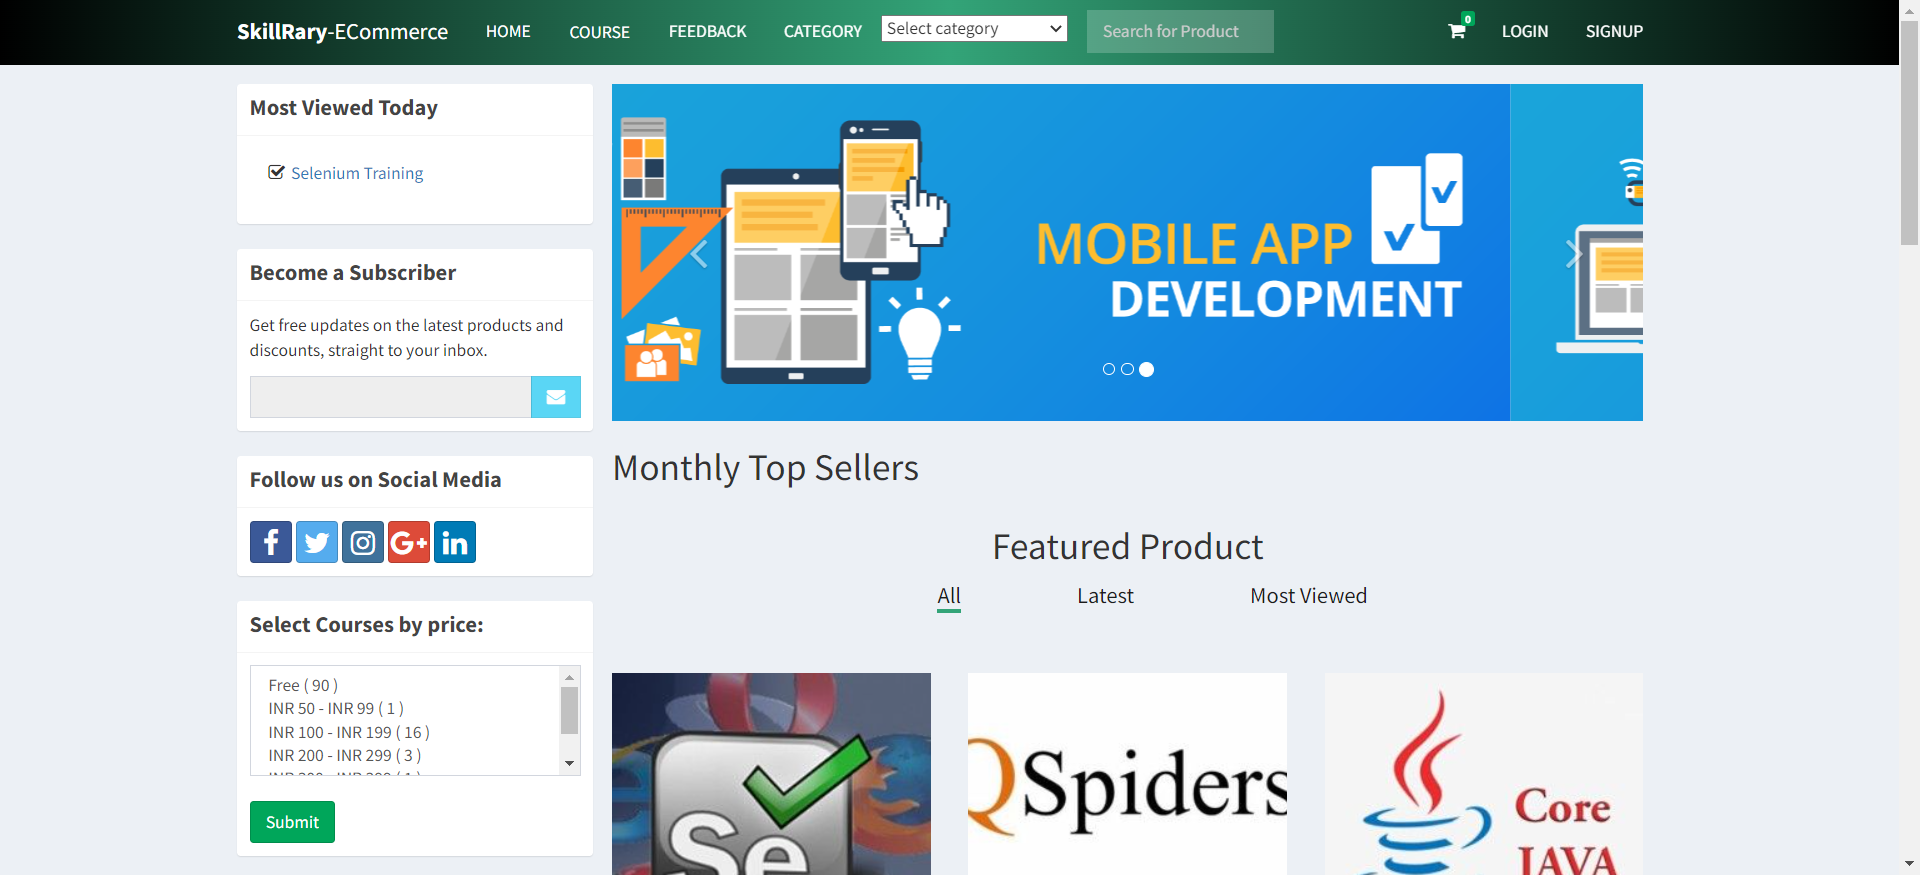 SkillRary-ECommerce HOME COURSE FEEDBACK CATEGORY Select category Search for Product 0 LOGIN SIGNUP
Most Viewed Today
Selenium Training
Become a Subscriber
Get free updates on the latest products and
discounts, straight to your inbox.
Follow us on Social Media
Select Courses by price:
Free ( 90 )
INR 50 - INR 99 ( 1 )
INR 100 - INR 199 ( 16 )
INR 200 - INR 299 ( 3 )
Submit
MOBILE APP
DEVELOPMENT
Monthly Top Sellers
Featured Product
All Latest Most Viewed
Se
QSpiders
Core
JAVA